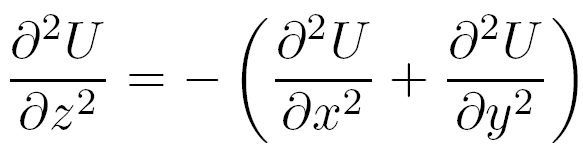 ∂²U/∂z² = −(∂²U/∂x² + ∂²U/∂y²)